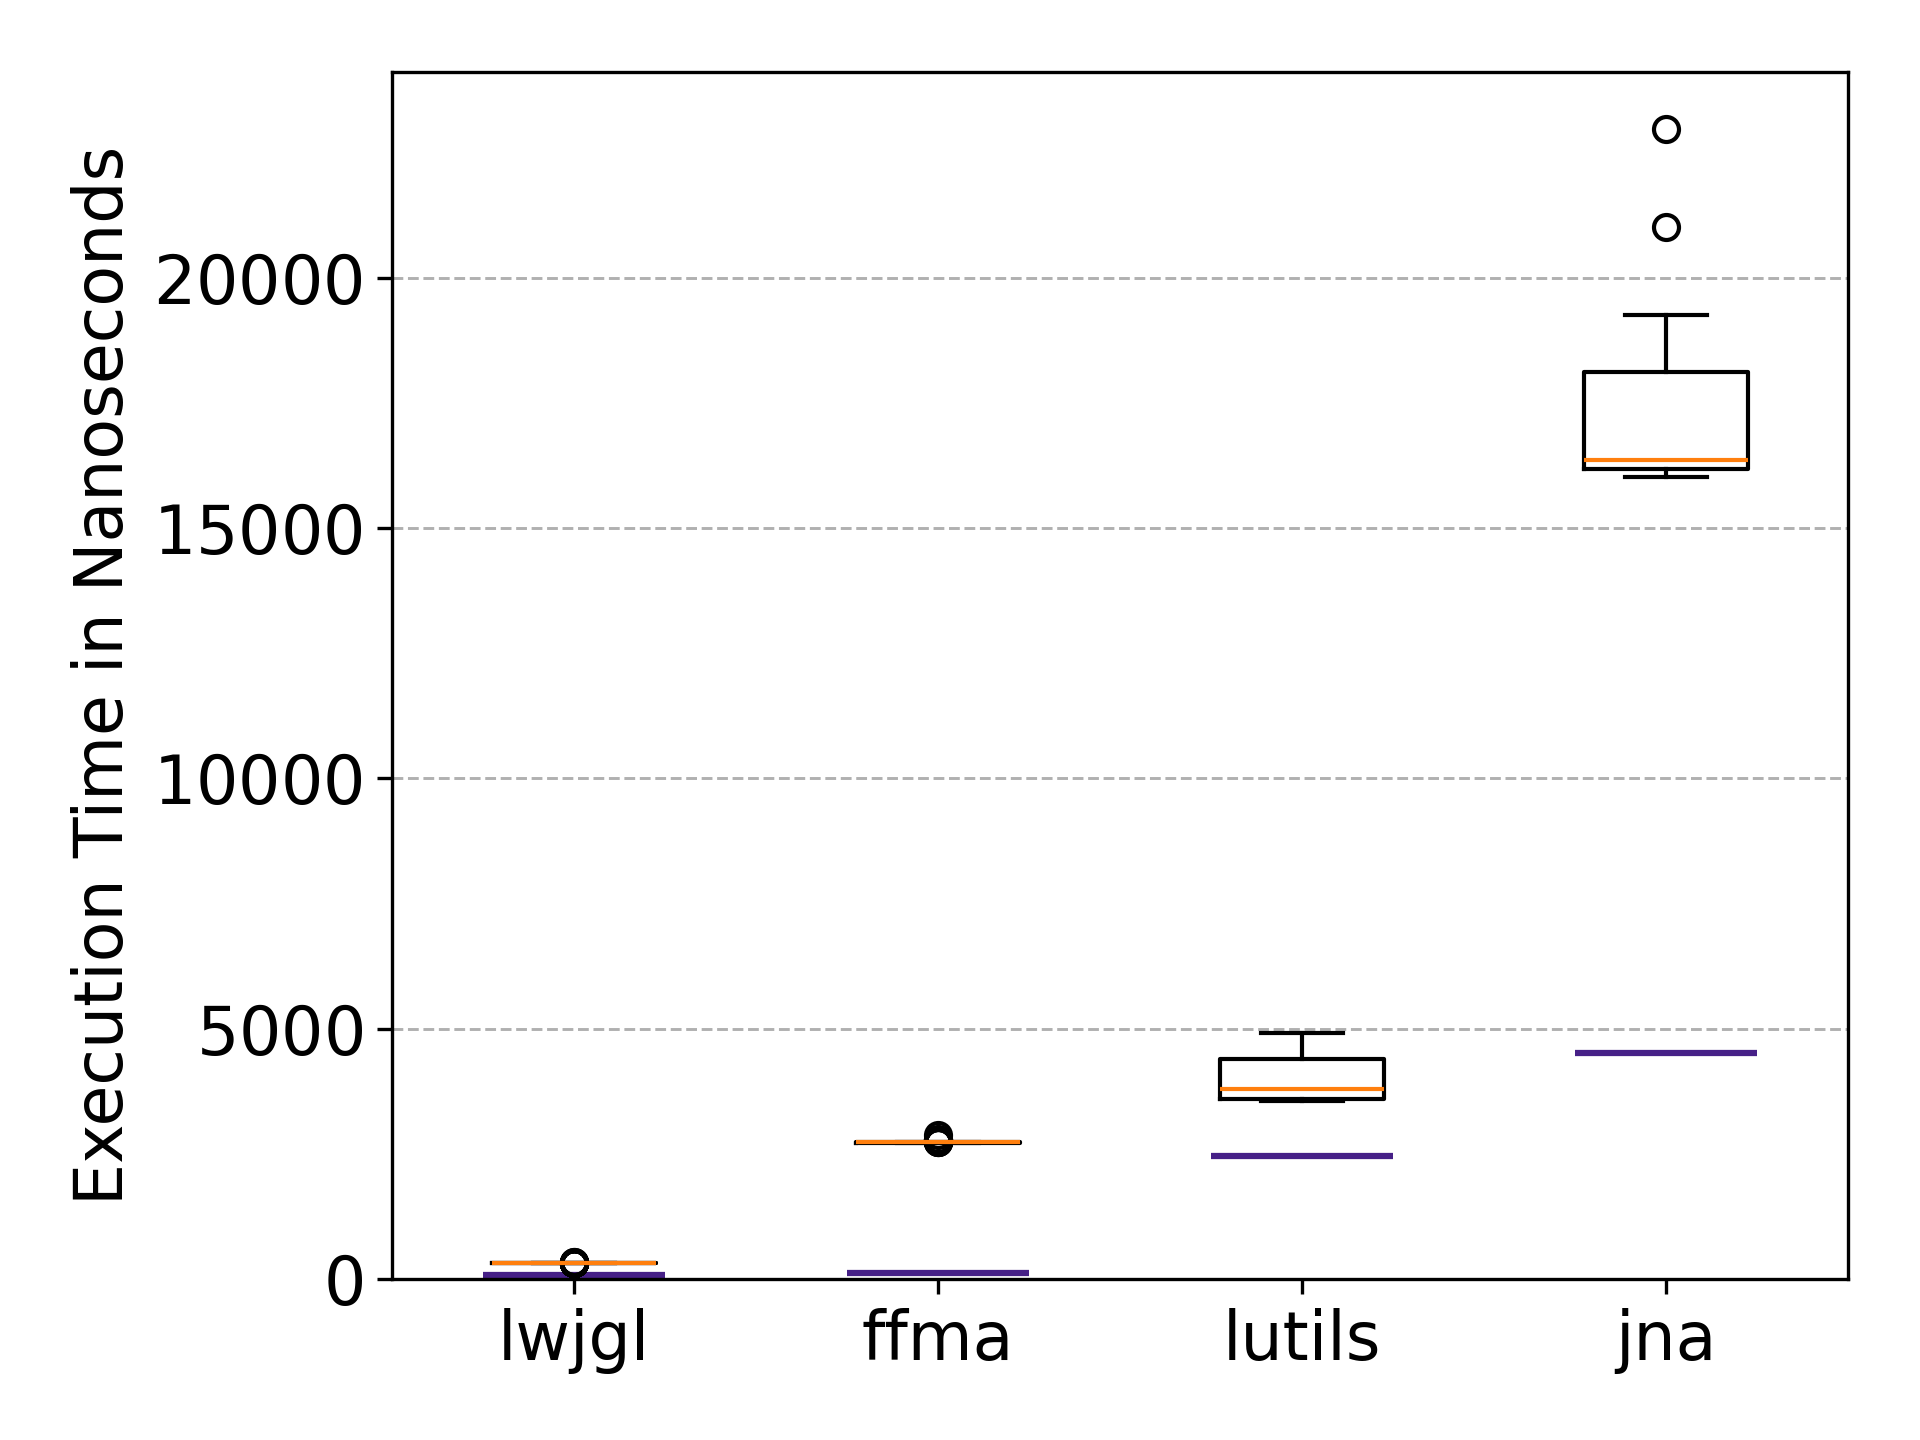 Execution Time in Nanoseconds
20000
15000
10000
5000
0
lwjgl ffma lutils jna